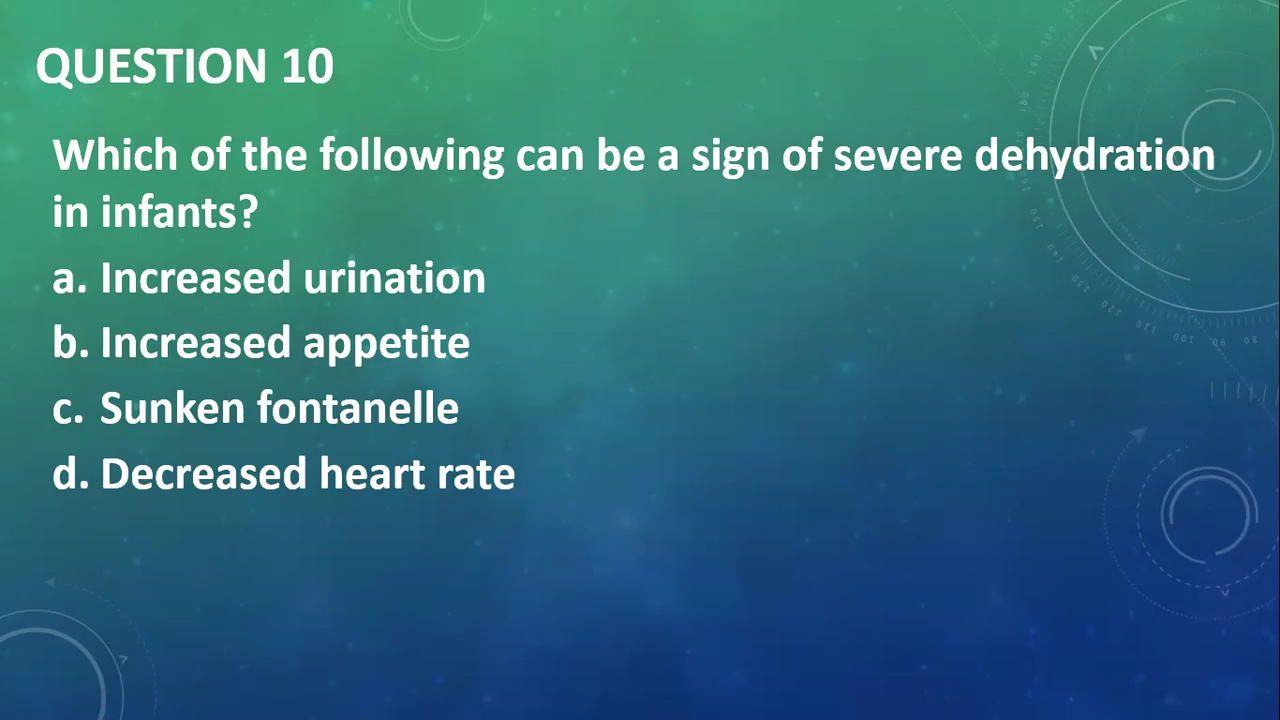 QUESTION 10
Which of the following can be a sign of severe dehydration
in infants?
a. Increased urination
b. Increased appetite
c. Sunken fontanelle
d. Decreased heart rate